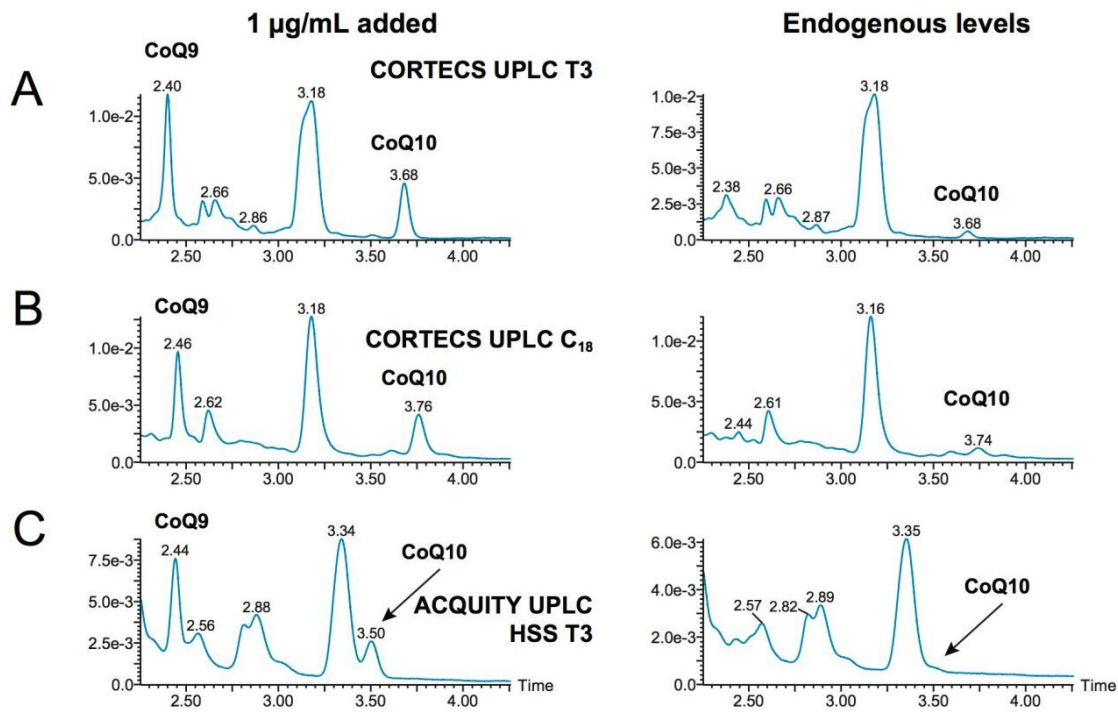 1 µg/mL added
Endogenous levels
A
CoQ9
CORTECS UPLC T3
2.40
2.66
2.86
3.18
CoQ10
3.68
1.0e-2
5.0e-3
0.0
2.50
3.00
3.50
4.00
1.0e-2
7.5e-3
5.0e-3
2.5e-3
0.0
2.38
2.66
2.87
3.18
CoQ10
3.68
2.50
3.00
3.50
4.00
B
CoQ9
CORTECS UPLC C₁₈
2.46
2.62
3.18
CoQ10
3.76
1.0e-2
5.0e-3
0.0
2.50
3.00
3.50
4.00
1.0e-2
5.0e-3
0.0
2.44
2.61
3.16
CoQ10
3.74
2.50
3.00
3.50
4.00
C
CoQ9
2.44
2.56
2.88
3.34
CoQ10
3.50
ACQUITY UPLC
HSS T3
7.5e-3
5.0e-3
2.5e-3
0.0
2.50
3.00
3.50
4.00
Time
6.0e-3
4.0e-3
2.0e-3
0.0
2.57
2.82
2.89
3.35
CoQ10
2.50
3.00
3.50
4.00
Time